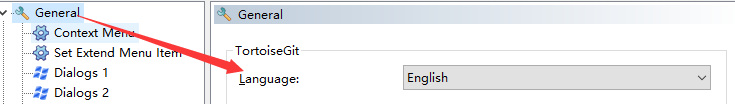 General
Context Menu
Set Extend Menu Item
Dialogs 1
Dialogs 2
General
TortoiseGit
Language:
English